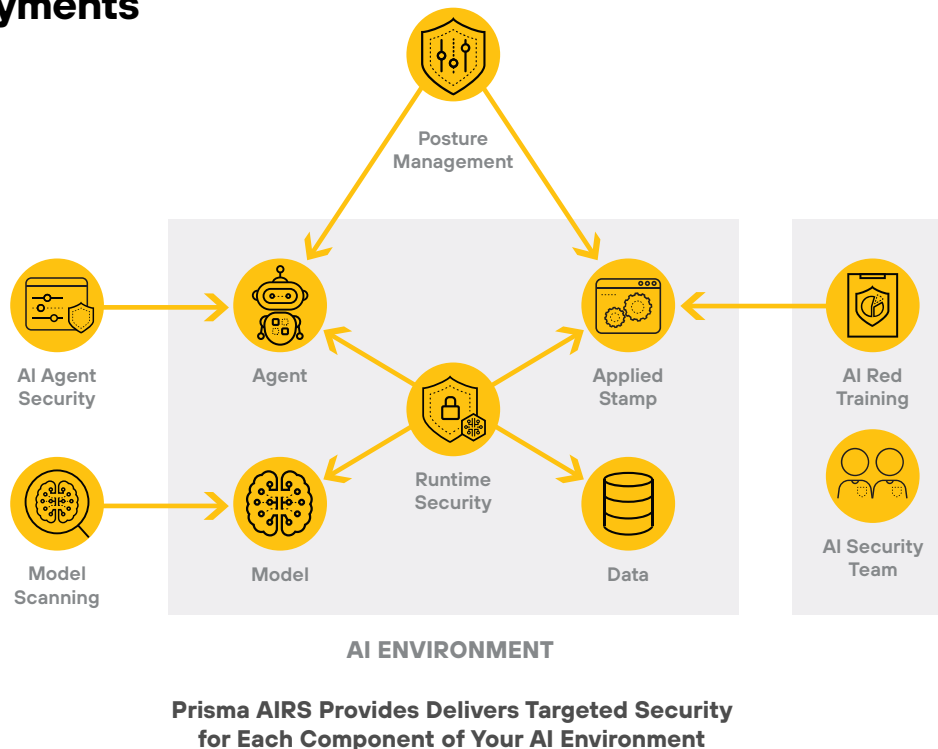 yments
Posture
Management
AI Agent
Security
Agent
Applied
Stamp
AI Red
Training
Runtime
Security
Model
Scanning
Model
Data
AI Security
Team
AI ENVIRONMENT
Prisma AIRS Provides Delivers Targeted Security
for Each Component of Your AI Environment